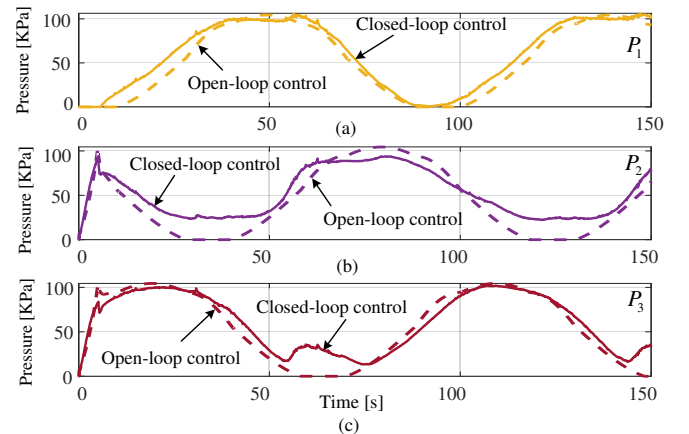 Pressure [KPa]
100
50
0
Closed-loop control
Open-loop control
P1
0
50
100
150
(a)
Pressure [KPa]
100
50
0
Closed-loop control
Open-loop control
P2
0
50
100
150
(b)
Pressure [KPa]
100
50
0
Closed-loop control
Open-loop control
P3
0
50
100
150
Time [s]
(c)